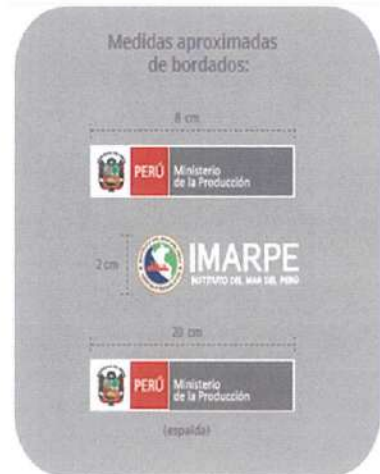 Medidas aproximadas
de bordados:
8 cm
PERÚ Ministerio
de la Producción
2 cm
IMARPE
INSTITUTO DEL MAR DEL PERÚ
20 cm
PERÚ Ministerio
de la Producción
(espalda)